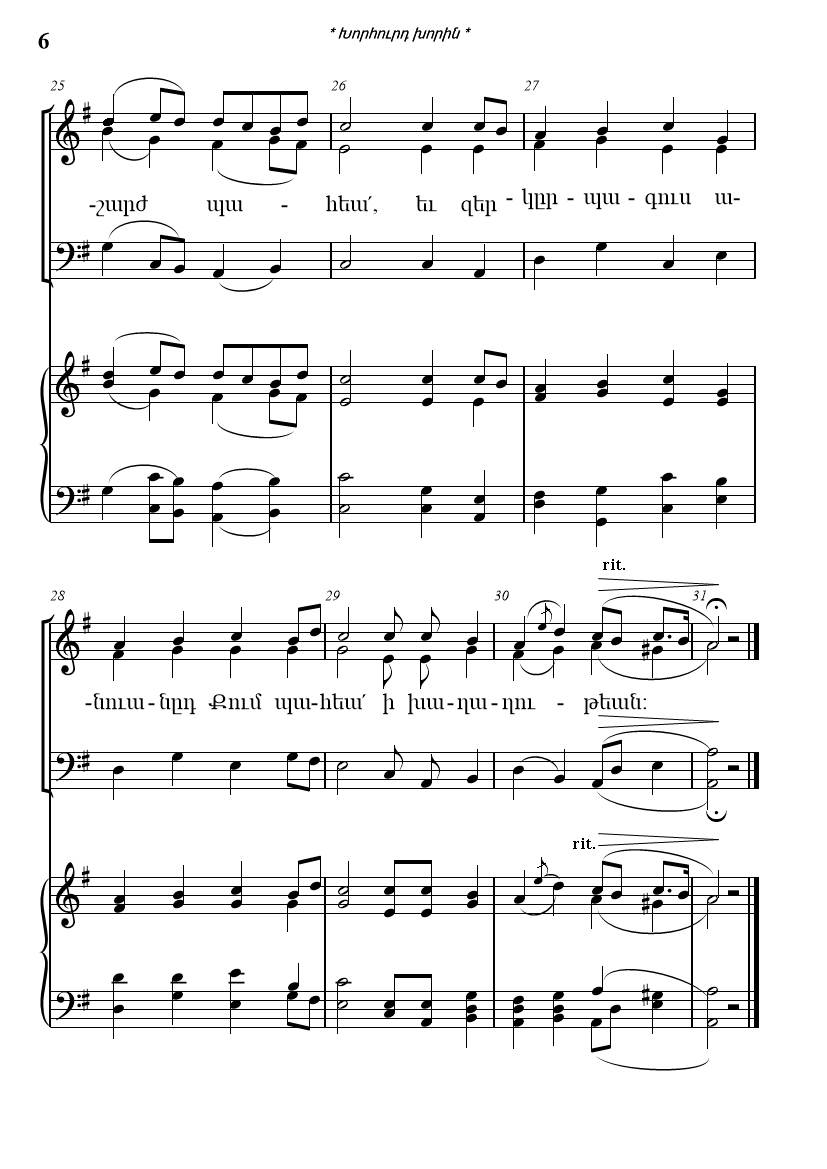 6
* Խորհուրդ խորին *
25 26 27
-շարժ պա - հեա՛, եւ զեր - կըր - պա - գուս ա-
rit.
28 29 30 31
-նուա - նըդ Քում պա-հեա՛ ի խա-ղա-ղու - թեան:
rit.